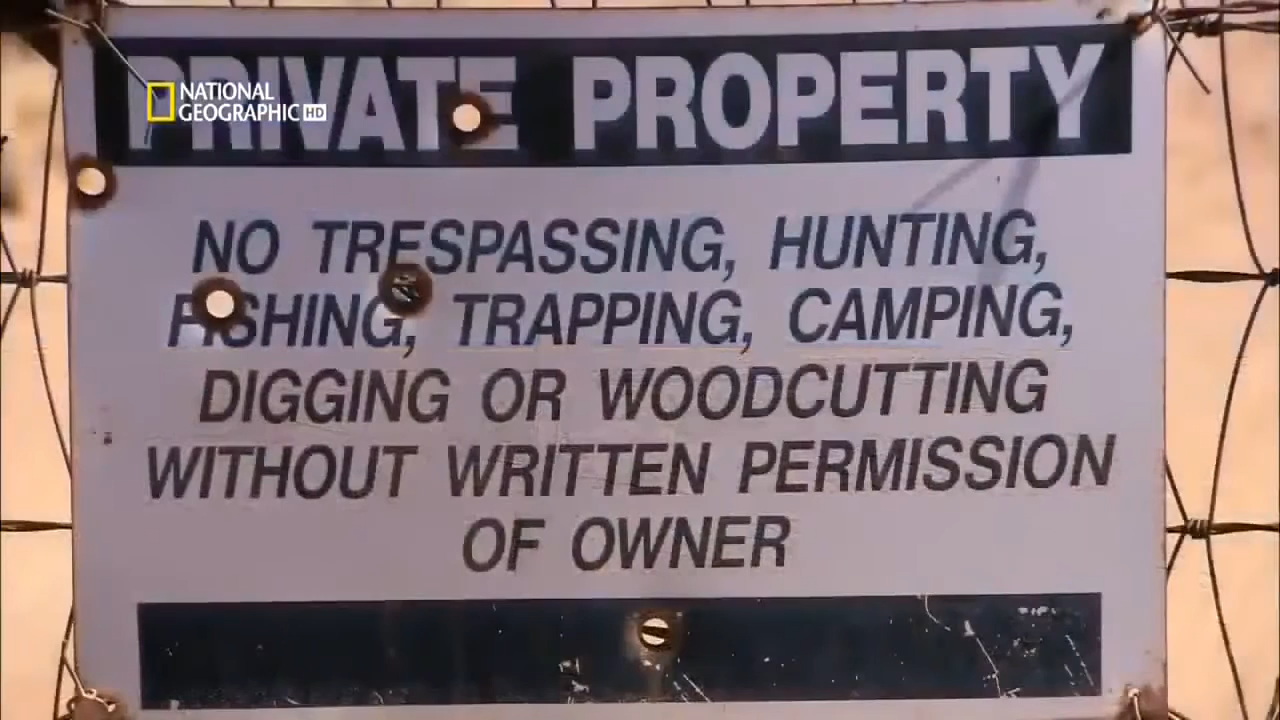 PRIVATE PROPERTY
NATIONAL
GEOGRAPHIC HD
NO TRESPASSING, HUNTING,
FISHING, TRAPPING, CAMPING,
DIGGING OR WOODCUTTING
WITHOUT WRITTEN PERMISSION
OF OWNER